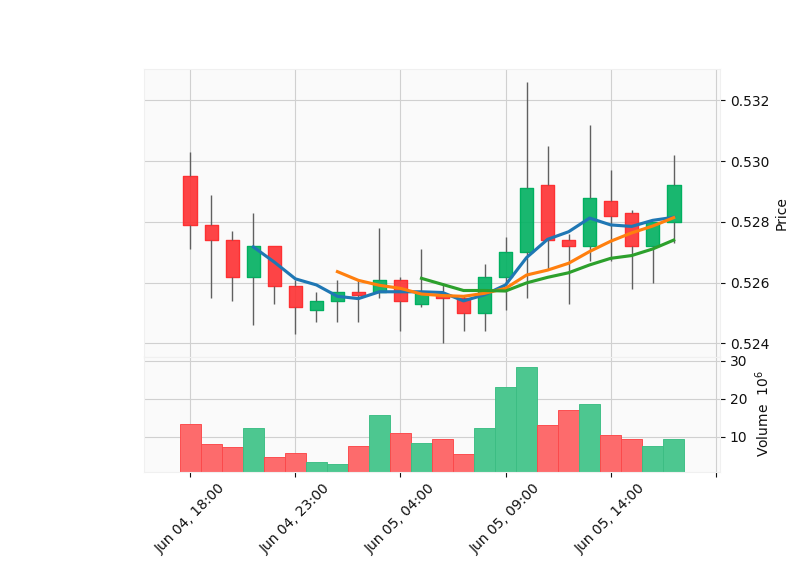 0.532
0.530
0.528
0.526
0.524
Price
30
20
10
Volume 10^6
Jun 04, 18:00
Jun 04, 23:00
Jun 05, 04:00
Jun 05, 09:00
Jun 05, 14:00